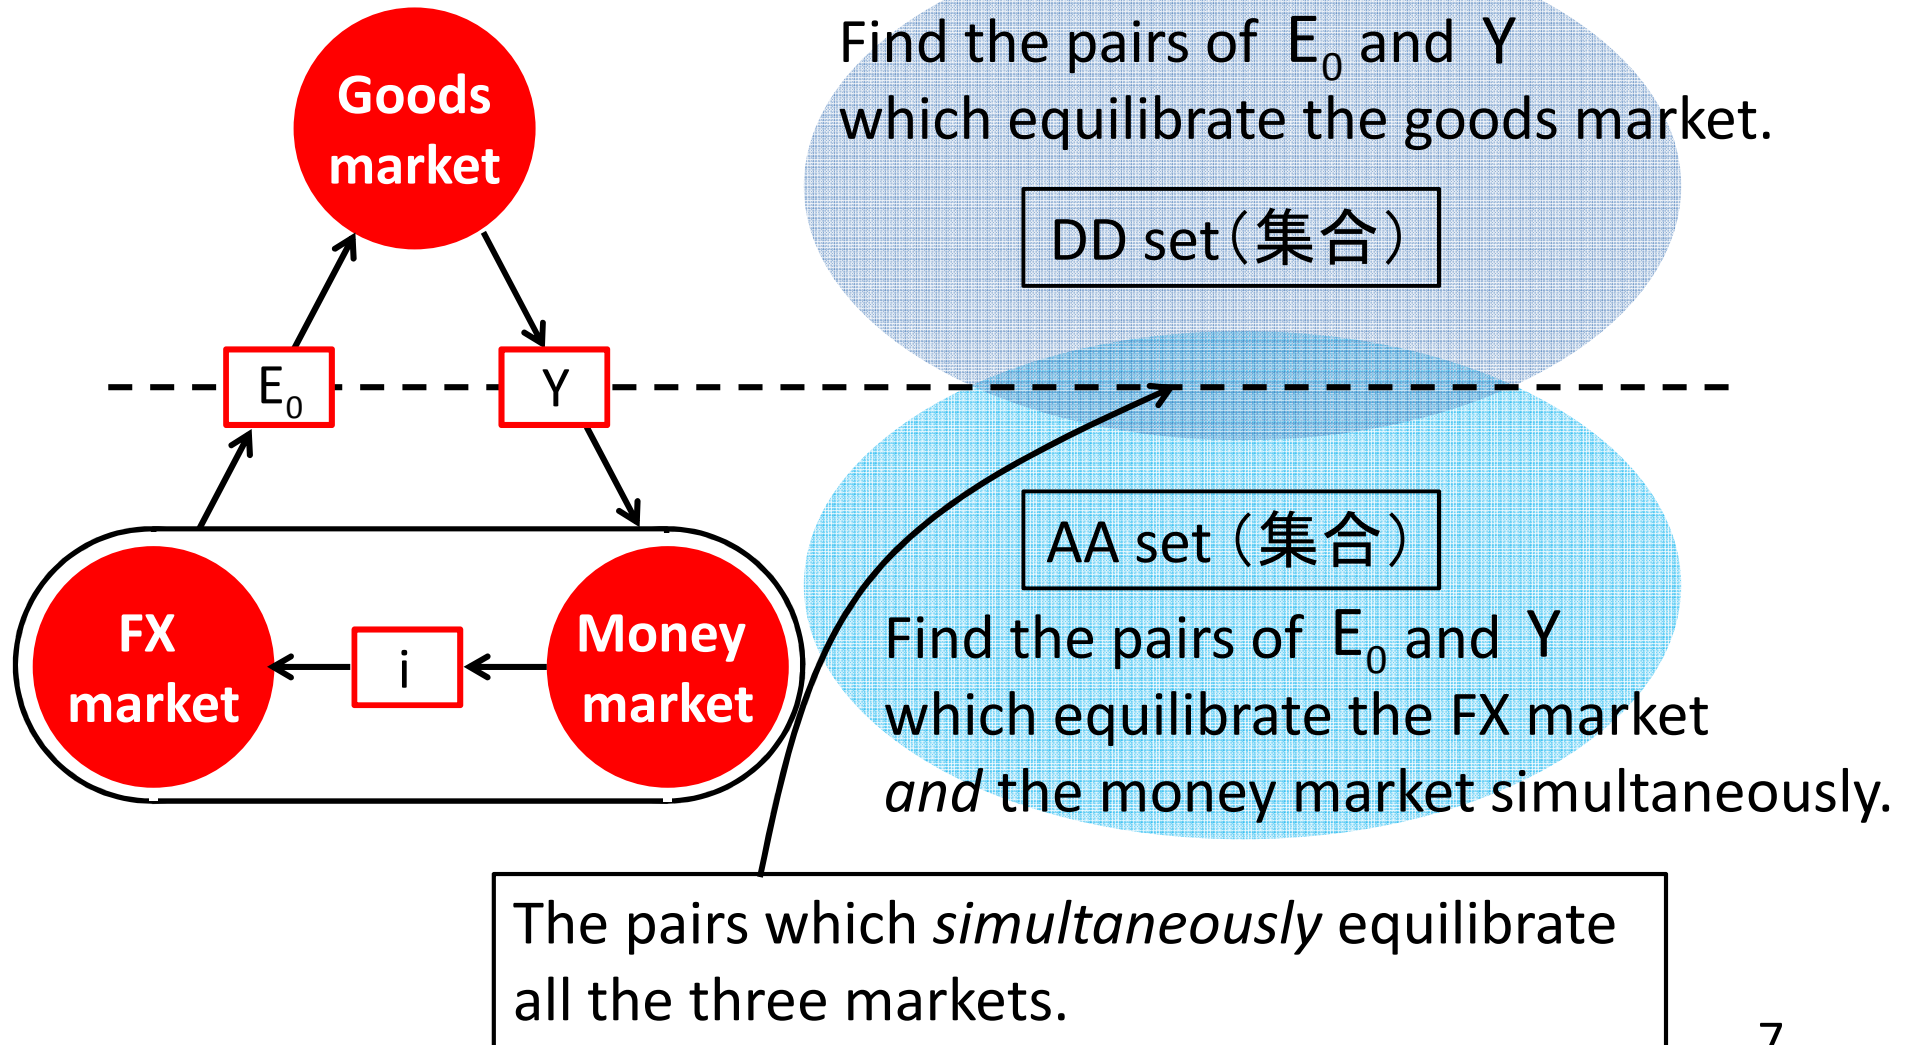 Goods
market
E₀
Y
FX
market
i
Money
market
Find the pairs of E₀ and Y
which equilibrate the goods market.
DD set（集合）
AA set（集合）
Find the pairs of E₀ and Y
which equilibrate the FX market
and the money market simultaneously.
The pairs which simultaneously equilibrate
all the three markets.
7